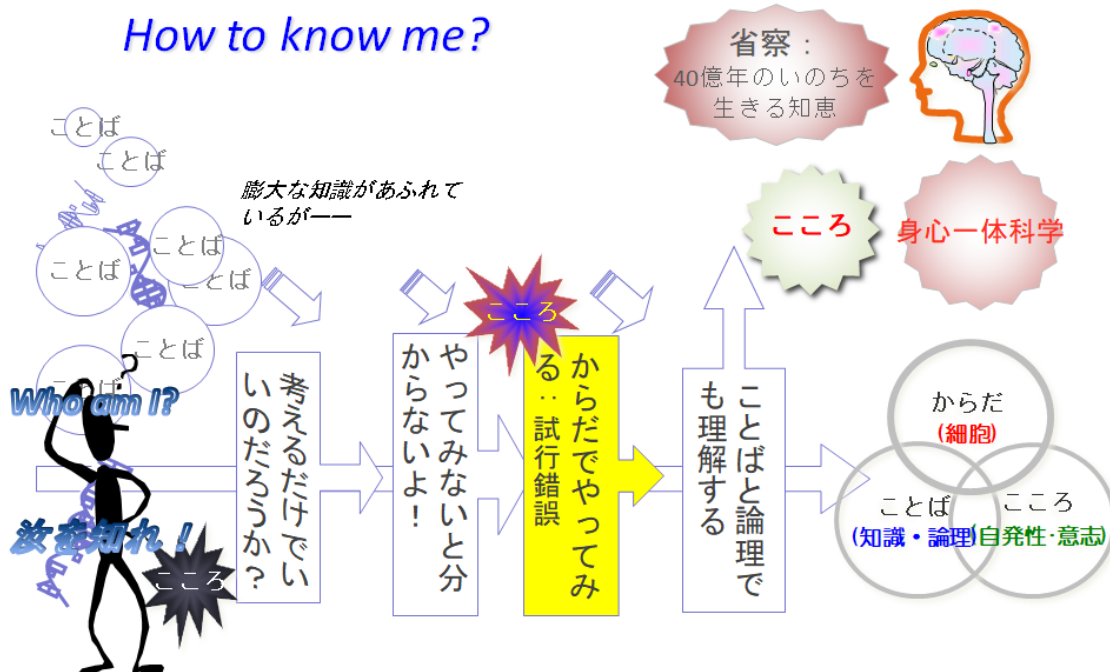 How to know me?
省察：
40億年のいのちを
生きる知恵
ことば
ことば
膨大な知識があふれて
いるが――
こころ
身心一体科学
ことば
ことば
ことば
ことば
ことば
こころ
?
Who am I?
汝を知れ！
こころ
考えるだけでい
いのだろうか？
やってみないと分
からないよ！
からだでやってみ
る：試行錯誤
ことばと論理で
も理解する
からだ
(細胞)
ことば
(知識・論理)
こころ
(自発性・意志)